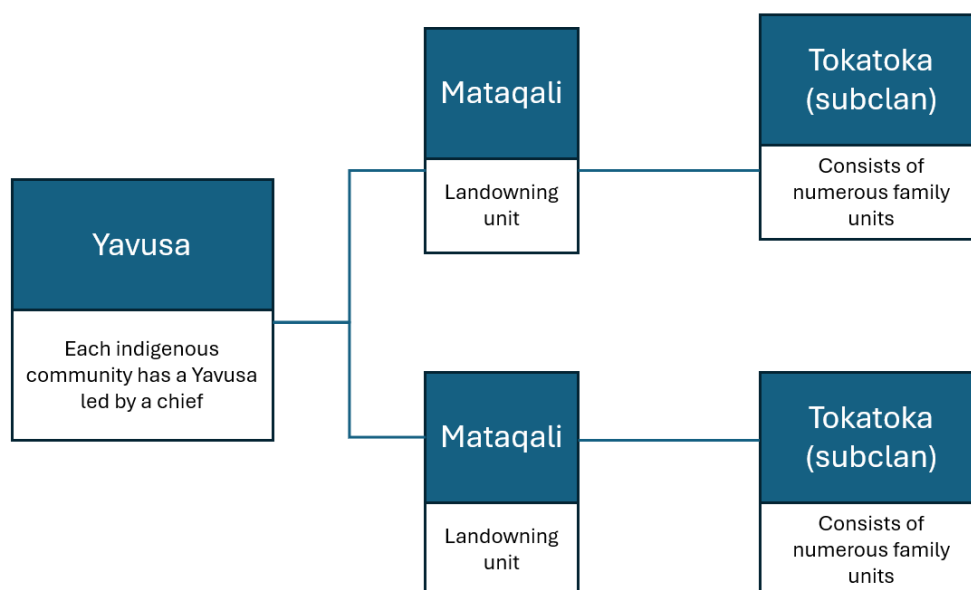 Yavusa
Each indigenous
community has a Yavusa
led by a chief
Mataqali
Landowning
unit
Tokatoka
(subclan)
Consists of
numerous family
units
Mataqali
Landowning
unit
Tokatoka
(subclan)
Consists of
numerous family
units